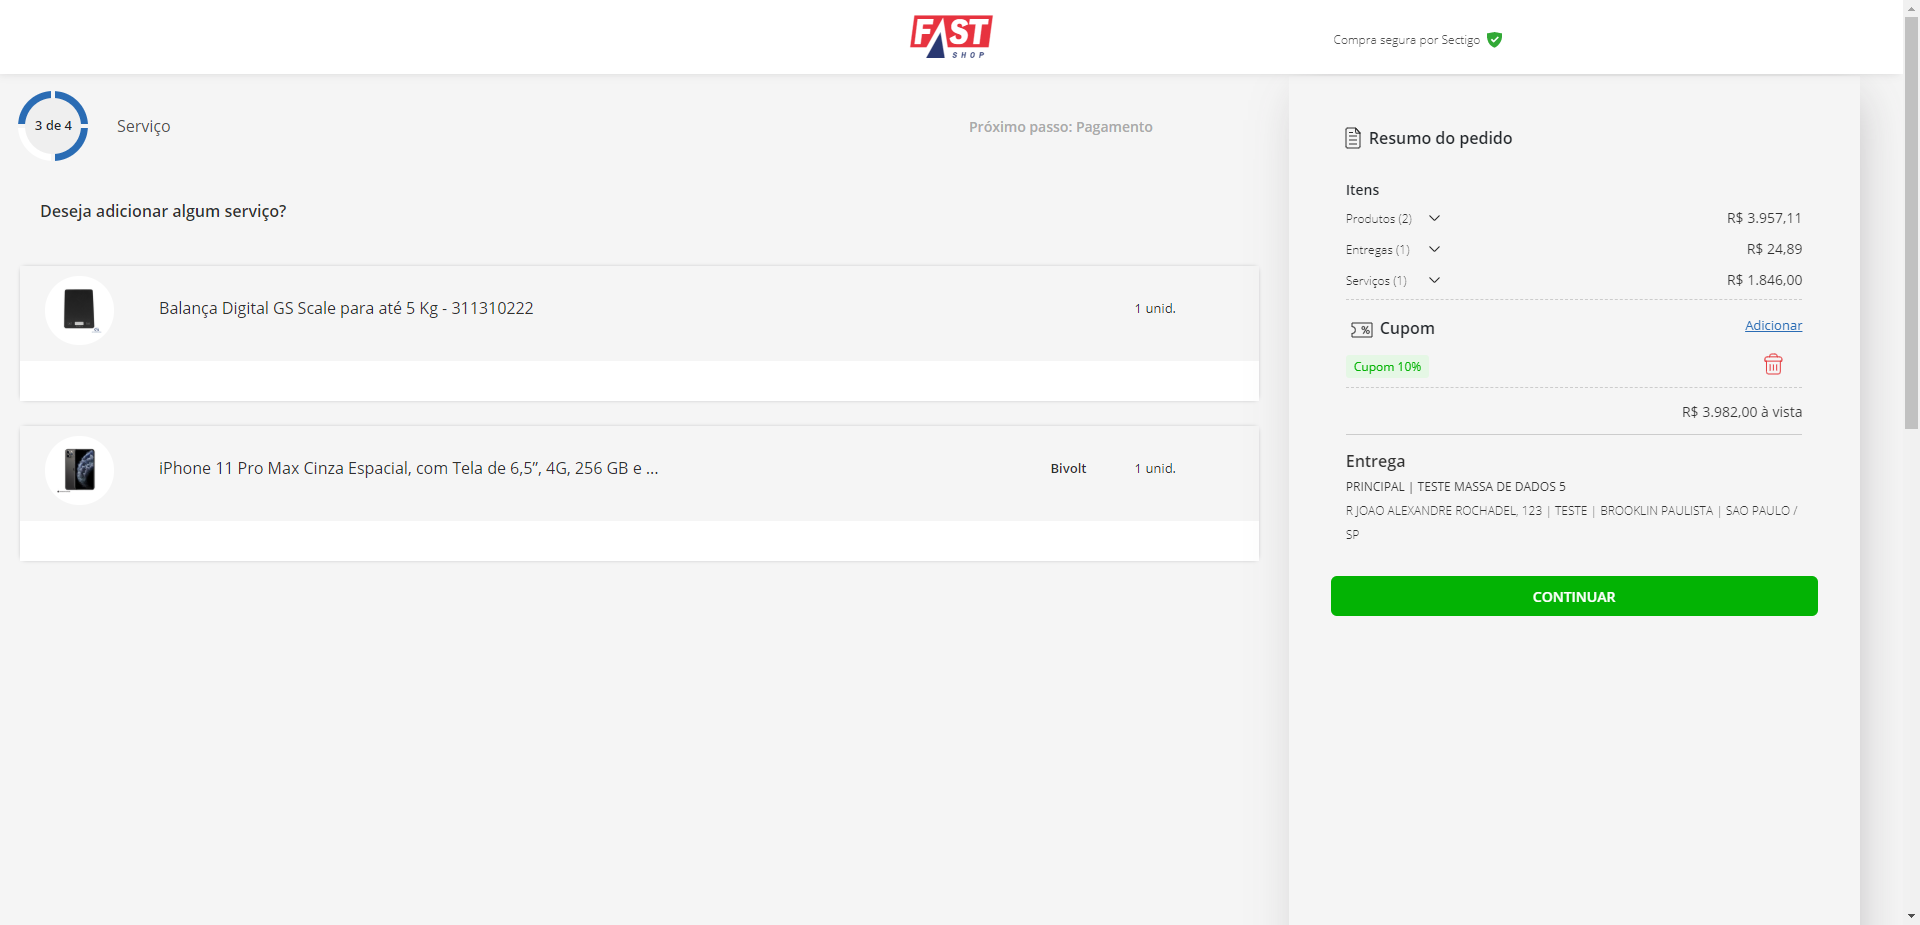 FAST
SHOP
Compra segura por Sectigo
3 de 4
Serviço
Próximo passo: Pagamento
Deseja adicionar algum serviço?
Balança Digital GS Scale para até 5 Kg - 311310222
1 unid.
iPhone 11 Pro Max Cinza Espacial, com Tela de 6,5”, 4G, 256 GB e ...
Bivolt
1 unid.
Resumo do pedido
Itens
Produtos (2)
R$ 3.957,11
Entregas (1)
R$ 24,89
Serviços (1)
R$ 1.846,00
% Cupom
Adicionar
Cupom 10%
R$ 3.982,00 à vista
Entrega
PRINCIPAL | TESTE MASSA DE DADOS 5
R JOAO ALEXANDRE ROCHADEL, 123 | TESTE | BROOKLIN PAULISTA | SAO PAULO /
SP
CONTINUAR